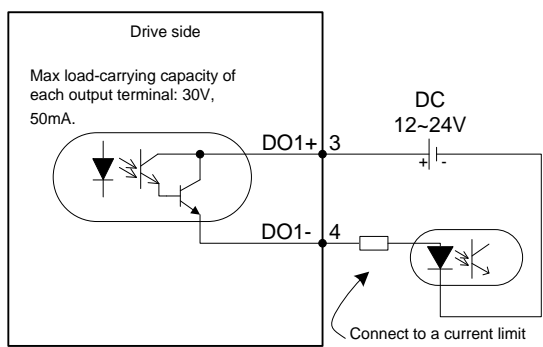 Drive side
Max load-carrying capacity of
each output terminal: 30V,
50mA.
DC
12~24V
DO1+ 3
+ -
DO1- 4
Connect to a current limit